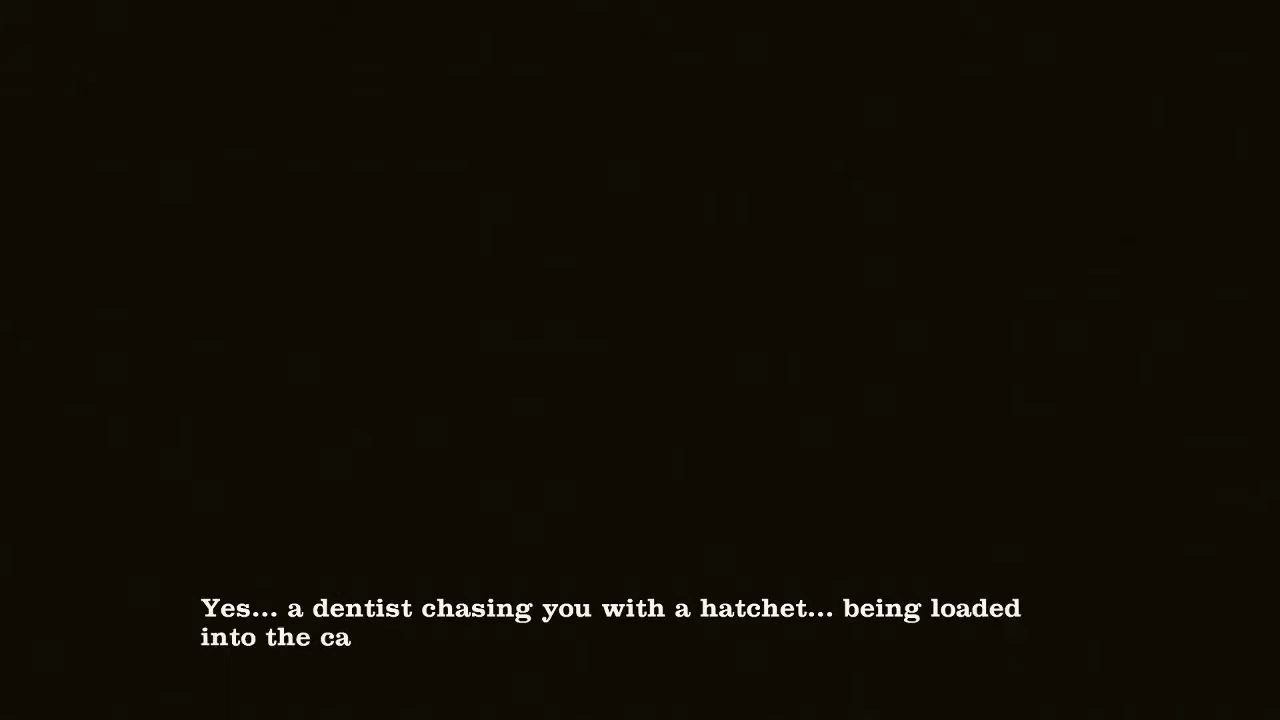 Yes... a dentist chasing you with a hatchet... being loaded
into the ca